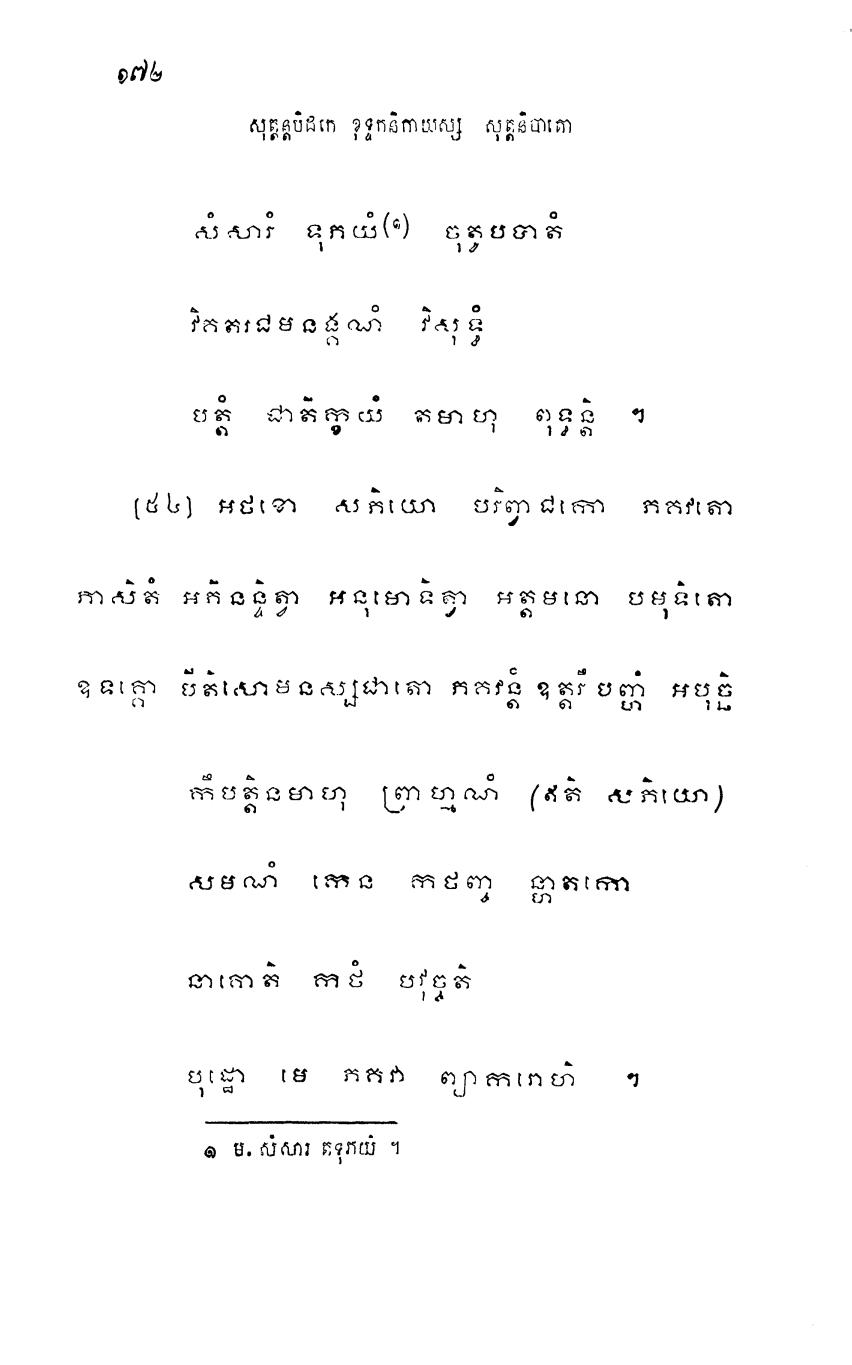 ១៧២
សុត្តន្តបិដកេ ខុទ្ទកនិកាយស្ស សុត្តនិបាតោ
សំសារំ ទុភយំ(១) ចុតូបបាតំ
វិគតរជមនង្គណំ វិសុទ្ធំ
បត្តំ ជាតិក្ខយំ តមាហុ ពុទ្ធន្តិ ។
[៥៤] អថខោ សភិយោ បរិព្វាជកោ ភគវតោ
ភាសិតំ អភិនន្ទិត្វា អនុមោទិត្វា អត្តមនោ បមុទិតោ
ឧទគ្គោ បីតិសោមនស្សជាតោ ភគវន្តំ ឧត្តរឹ បញ្ហំ អបុច្ឆិ
កឹបត្តិនមាហុ ព្រាហ្មណំ (ឥតិ សភិយោ)
សមណំ កេន កថញ្ច ន្ហាតកោ
នាគោតិ កថំ បវុច្ចតិ
បុដ្ឋោ មេ ភគវា ព្យាករោហិ ។
១ ម. សំសារ តទុភយំ ។